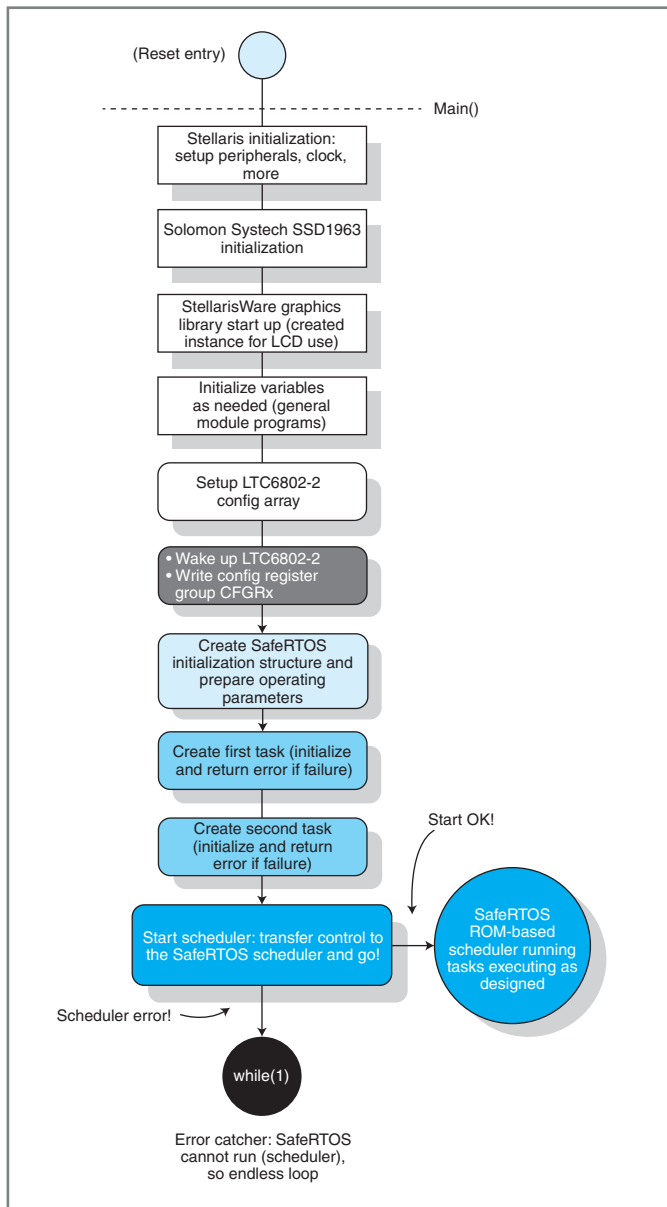 (Reset entry)
Main()
Stellaris initialization:
setup peripherals, clock,
more
Solomon Systech SSD1963
initialization
StellarisWare graphics
library start up (created
instance for LCD use)
Initialize variables
as needed (general
module programs)
Setup LTC6802-2
config array
• Wake up LTC6802-2
• Write config register
group CFGRx
Create SafeRTOS
initialization structure and
prepare operating
parameters
Create first task (initialize
and return error if failure)
Create second task
(initialize and return
error if failure)
Start OK!
Start scheduler: transfer control to
the SafeRTOS scheduler and go!
SafeRTOS
ROM-based
scheduler running
tasks executing as
designed
Scheduler error!
while(1)
Error catcher: SafeRTOS
cannot run (scheduler),
so endless loop